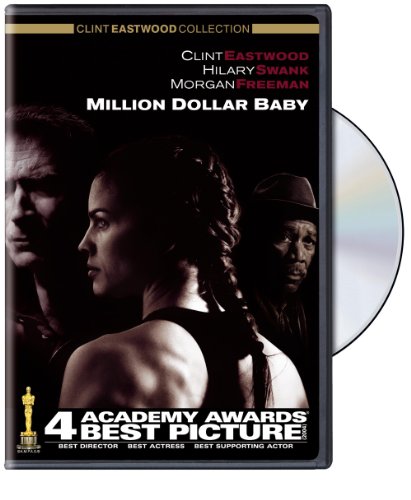 CLINT EASTWOOD COLLECTION
CLINT EASTWOOD
HILARY SWANK
MORGAN FREEMAN
MILLION DOLLAR BABY
4 ACADEMY AWARDS®
BEST PICTURE (2004)
BEST DIRECTOR BEST ACTRESS BEST SUPPORTING ACTOR